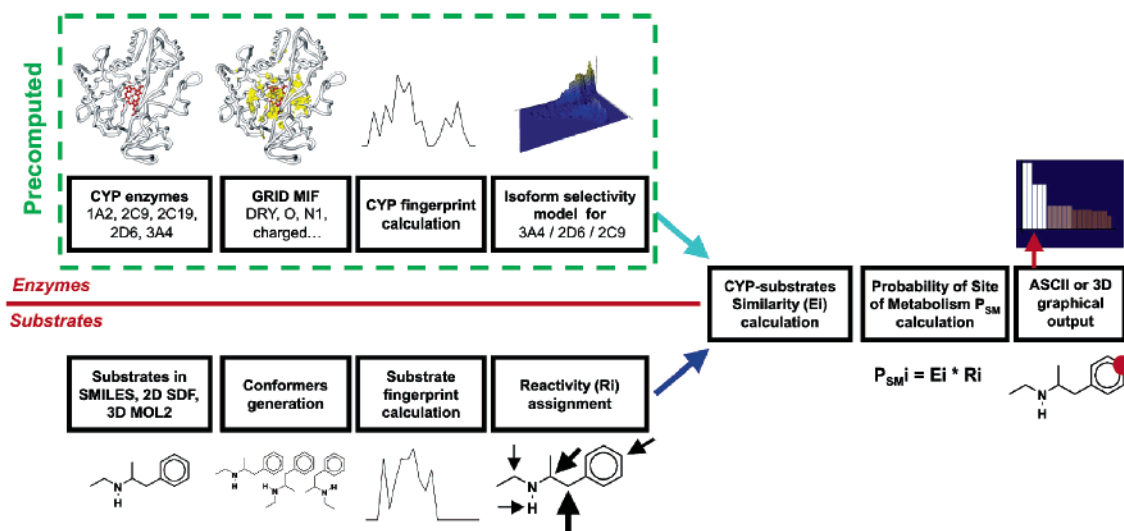 Precomputed
CYP enzymes
1A2, 2C9, 2C19,
2D6, 3A4
GRID MIF
DRY, O, N1,
charged...
CYP fingerprint
calculation
Isoform selectivity
model for
3A4 / 2D6 / 2C9
Enzymes
Substrates
CYP-substrates
Similarity (Ei)
calculation
Probability of Site
of Metabolism PSM
calculation
ASCII or 3D
graphical
output
Substrates in
SMILES, 2D SDF,
3D MOL2
Conformers
generation
Substrate
fingerprint
calculation
Reactivity (Ri)
assignment
PSMi = Ei * Ri
N
H
N
H
N
H
N
H
N
H
N
H